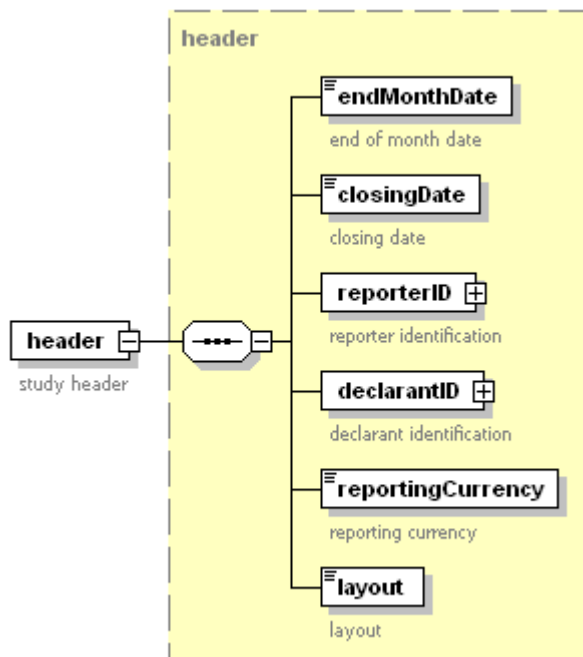 header
endMonthDate
end of month date
closingDate
closing date
reporterID
reporter identification
header
study header
declarantID
declarant identification
reportingCurrency
reporting currency
layout
layout